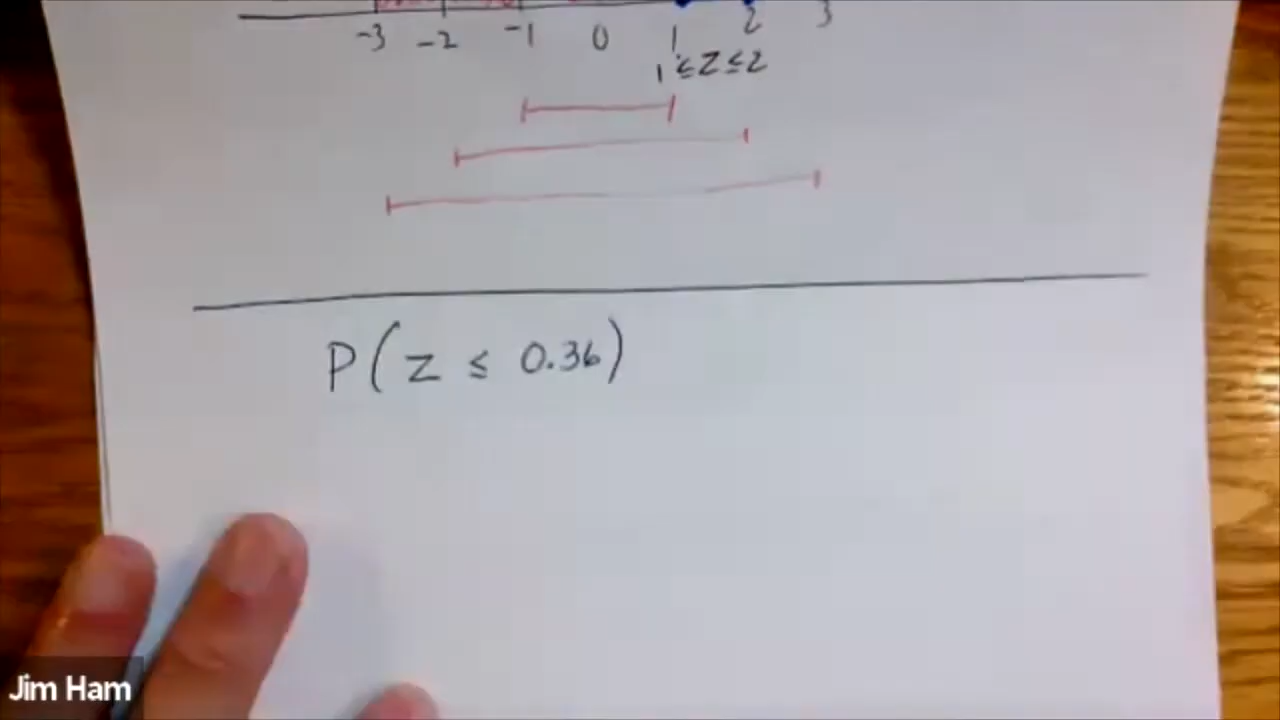 -3 -2 -1 0 1 2 3
1 ≤ Z ≤ 2
P(Z ≤ 0.36)
Jim Ham